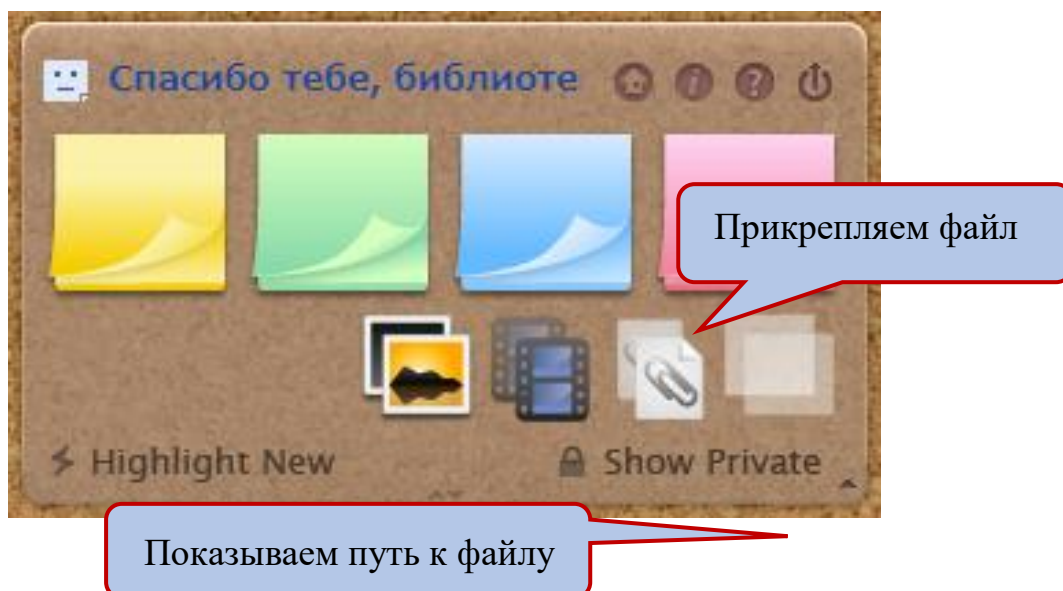 Спасибо тебе, библиоте
Прикрепляем файл
Highlight New
Show Private
Показываем путь к файлу